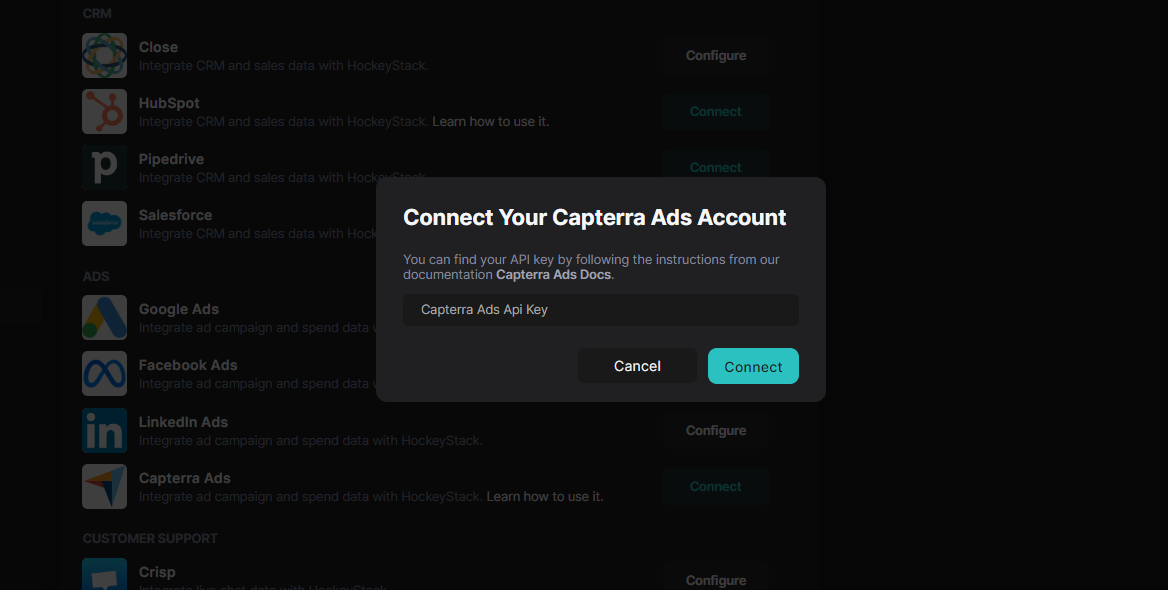 CRM
Close
Integrate CRM and sales data with HockeyStack.
Configure
HubSpot
Integrate CRM and sales data with HockeyStack. Learn how to use it.
Connect
Pipedrive
Integrate CRM and sales data with HockeyStack.
Connect
Salesforce
Integrate CRM and sales data with Hock
Connect Your Capterra Ads Account
You can find your API key by following the instructions from our
documentation Capterra Ads Docs.
Capterra Ads Api Key
Cancel
Connect
ADS
Google Ads
Integrate ad campaign and spend data
Facebook Ads
Integrate ad campaign and spend data
LinkedIn Ads
Integrate ad campaign and spend data with HockeyStack.
Configure
Capterra Ads
Integrate ad campaign and spend data with HockeyStack. Learn how to use it.
Connect
CUSTOMER SUPPORT
Crisp
Integrate live chat data with HockeyStack.
Configure